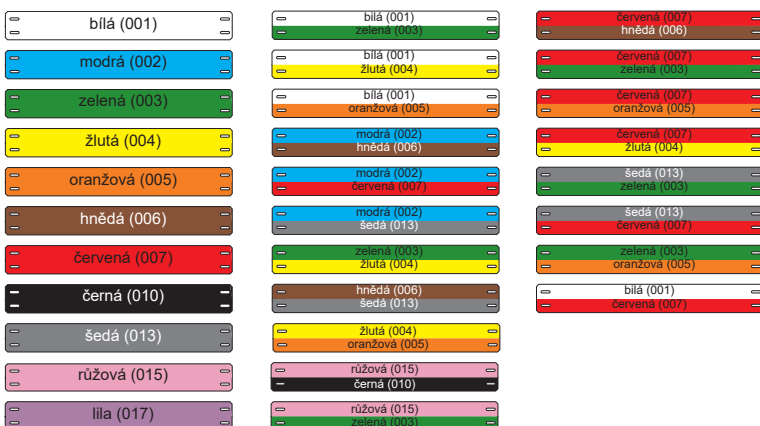 bílá (001)
modrá (002)
zelená (003)
žlutá (004)
oranžová (005)
hnědá (006)
červená (007)
černá (010)
šedá (013)
růžová (015)
lila (017)
bílá (001)
zelená (003)
bílá (001)
žlutá (004)
bílá (001)
oranžová (005)
modrá (002)
hnědá (006)
modrá (002)
červená (007)
modrá (002)
šedá (013)
zelená (003)
žlutá (004)
hnědá (006)
šedá (013)
žlutá (004)
oranžová (005)
růžová (015)
černá (010)
růžová (015)
zelená (003)
červená (007)
hnědá (006)
červená (007)
zelená (003)
červená (007)
oranžová (005)
červená (007)
žlutá (004)
šedá (013)
zelená (003)
šedá (013)
červená (007)
zelená (003)
oranžová (005)
bílá (001)
červená (007)